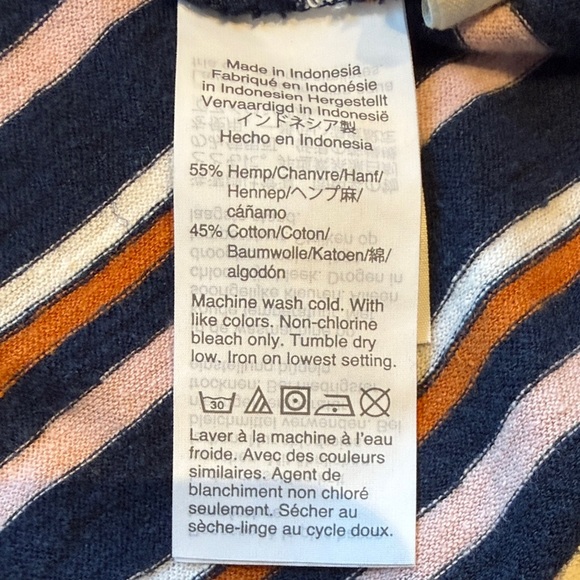 Made in Indonesia
Fabriqué en Indonésie
in Indonesien Hergestellt
Vervaardigd in Indonesië
インドネシア製
Hecho en Indonesia
55% Hemp/Chanvre/Hanf/
Hennep/ヘンプ麻/
cáñamo
45% Cotton/Coton/
Baumwolle/Katoen/綿/
algodón
Machine wash cold. With
like colors. Non-chlorine
bleach only. Tumble dry
low. Iron on lowest setting.
30
Laver à la machine à l'eau
froide. Avec des couleurs
similaires. Agent de
blanchiment non chloré
seulement. Sécher au
sèche-linge au cycle doux.